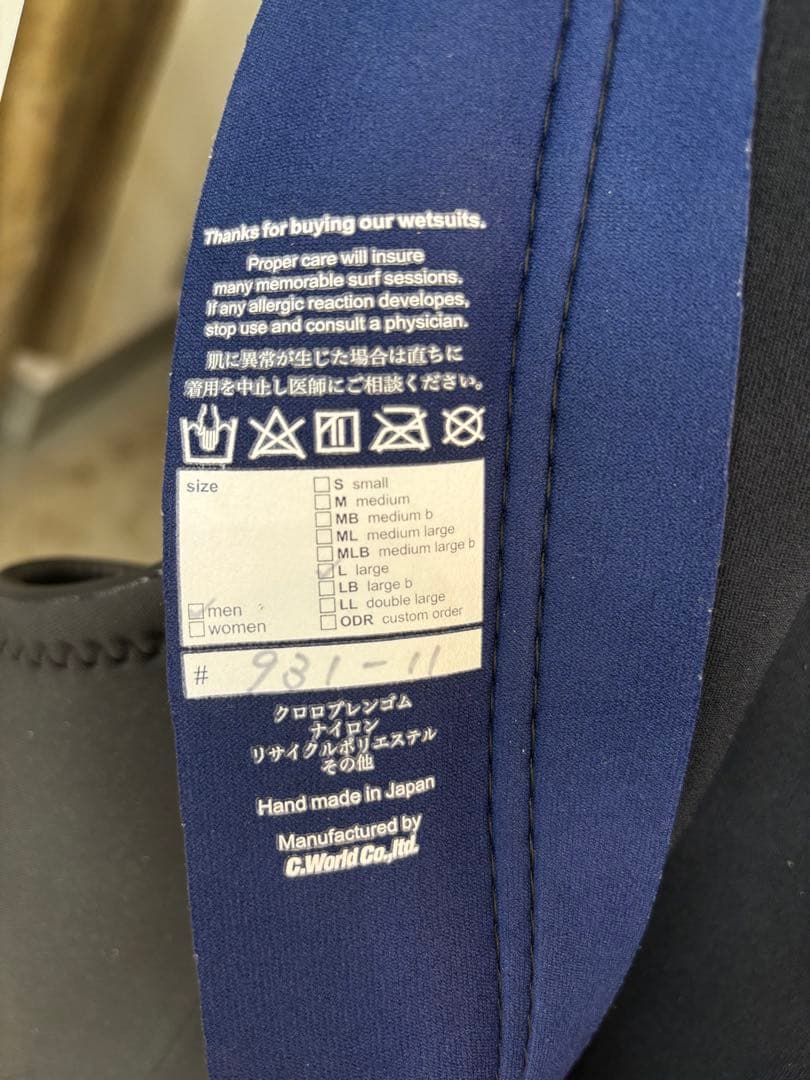 Thanks for buying our wetsuits.
Proper care will insure
many memorable surf sessions.
If any allergic reaction developes,
stop use and consult a physician.
肌に異常が生じた場合は直ちに
着用を中止し医師にご相談ください。
size
S small
M medium
MB medium b
ML medium large
MLB medium large b
L large
LB large b
LL double large
ODR custom order
men
women
# 931-11
クロロプレンゴム
ナイロン
リサイクルポリエステル
その他
Hand made in Japan
Manufactured by
C.World Co.,ltd.